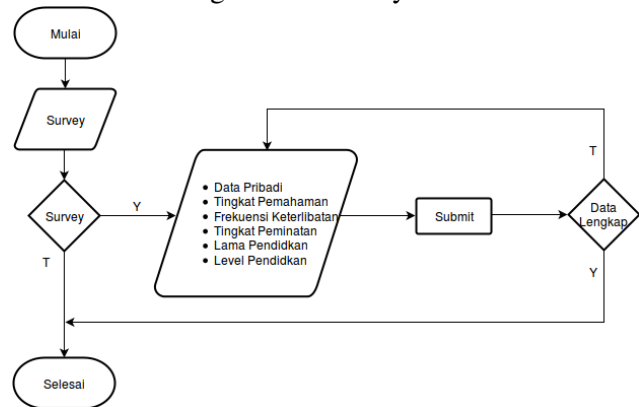 Mulai
Survey
Survey
Y
T
• Data Pribadi
• Tingkat Pemahaman
• Frekuensi Keterlibatan
• Tingkat Peminatan
• Lama Pendidkan
• Level Pendidkan
Submit
Data
Lengkap
T
Y
Selesai